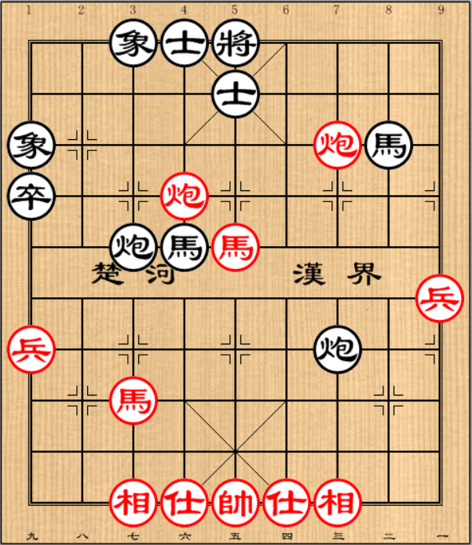 1 2 3 4 5 6 7 8 9
象 士 將
士
象 炮 馬
卒 炮
炮 馬 馬
楚 河 漢 界
兵
兵 炮
馬
相 仕 帥 仕 相
九 八 七 六 五 四 三 二 一